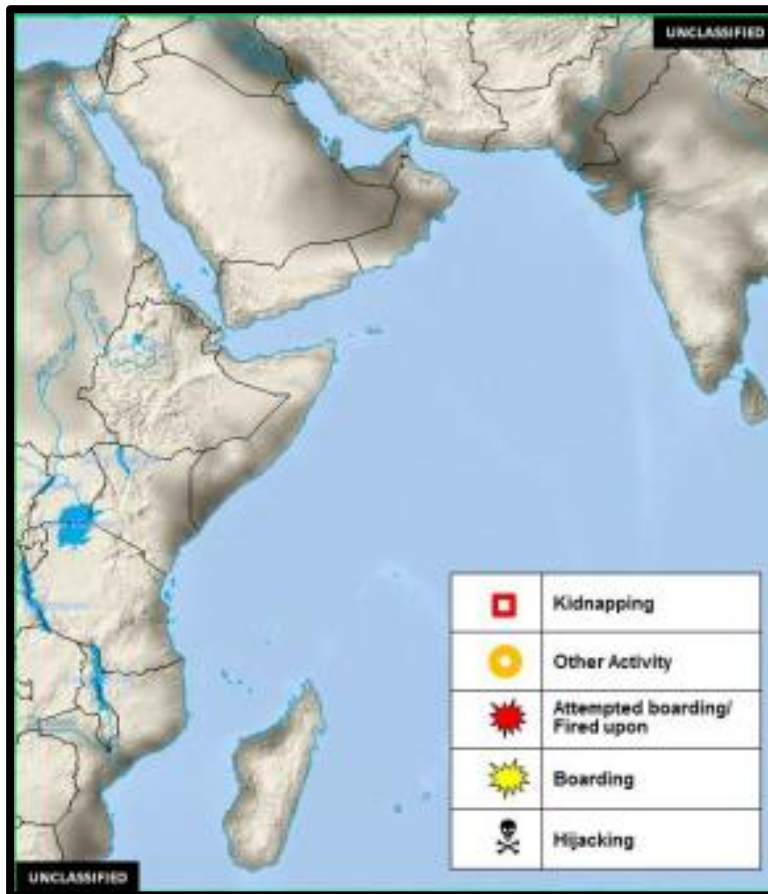 UNCLASSIFIED
Kidnapping
Other Activity
Attempted boarding/
Fired upon
Boarding
Hijacking
UNCLASSIFIED